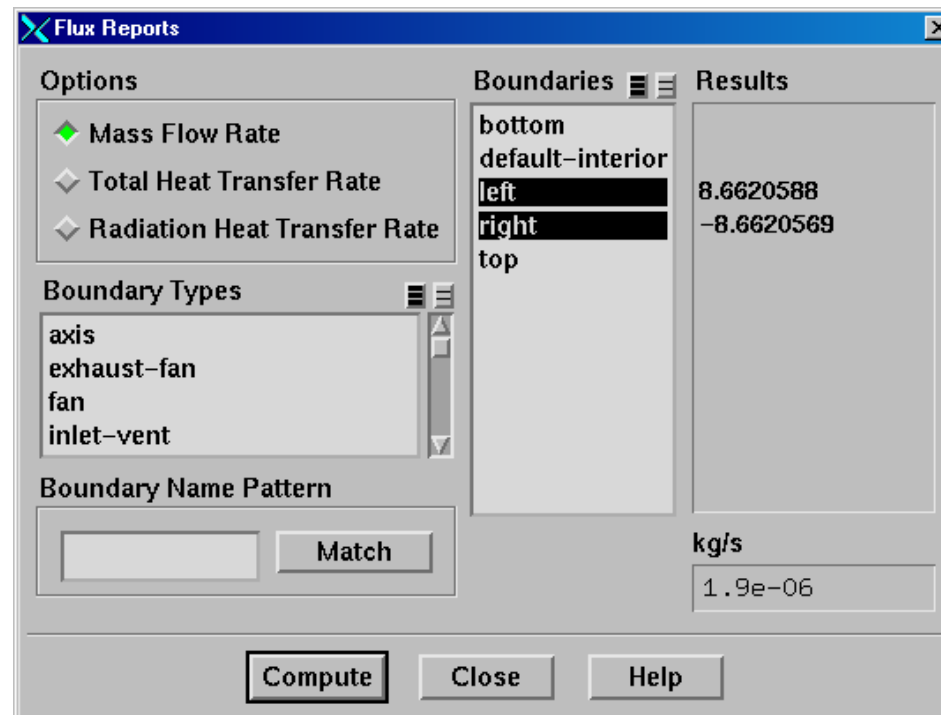 Flux Reports
Options
Mass Flow Rate
Total Heat Transfer Rate
Radiation Heat Transfer Rate
Boundary Types
axis
exhaust-fan
fan
inlet-vent
Boundary Name Pattern
Match
Boundaries
bottom
default-interior
left
right
top
Results
8.6620588
-8.6620569
kg/s
1.9e-06
Compute
Close
Help